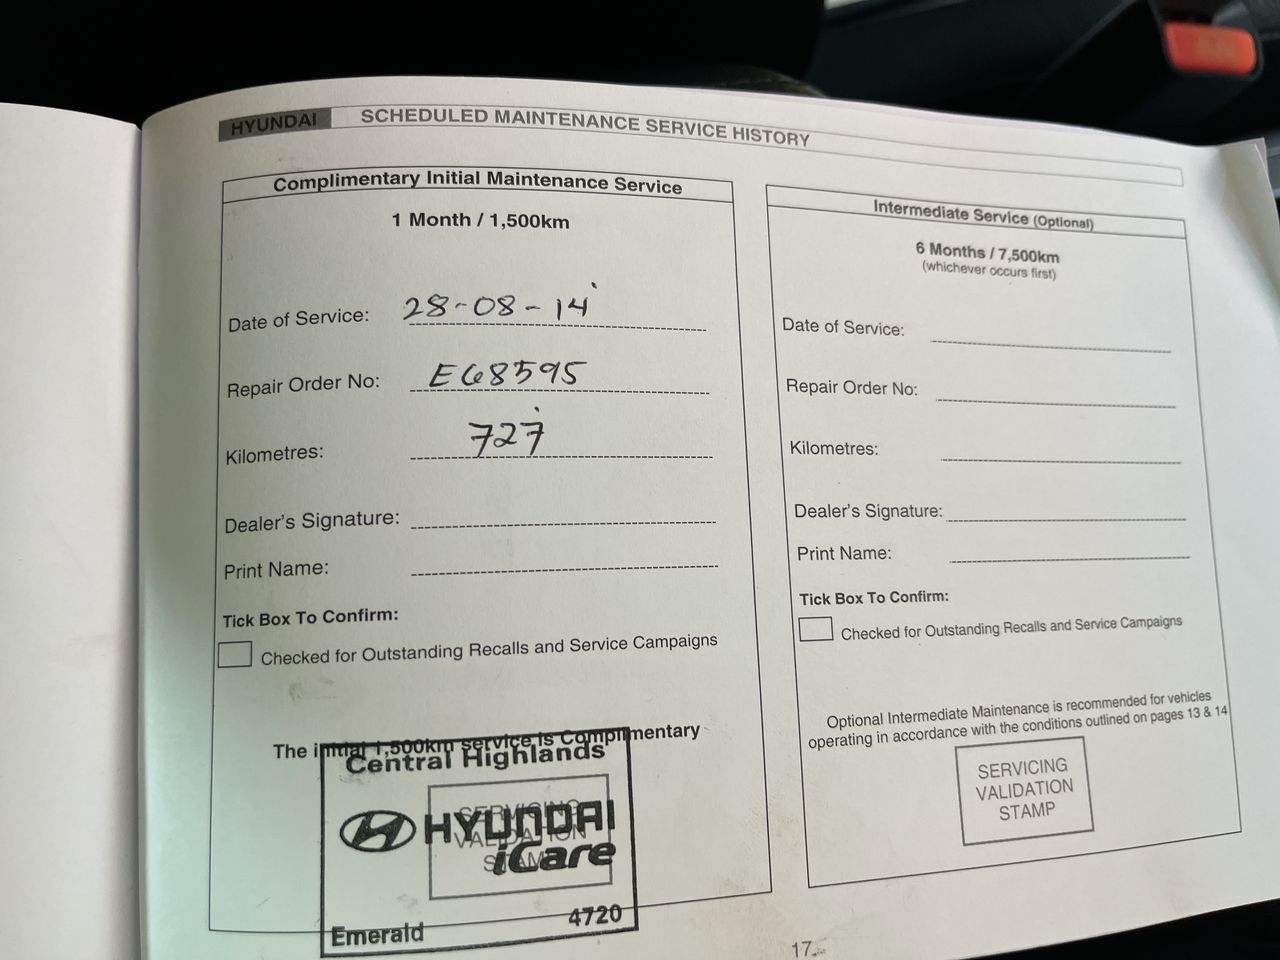 HYUNDAI SCHEDULED MAINTENANCE SERVICE HISTORY
Complimentary Initial Maintenance Service
1 Month / 1,500km
Date of Service: 28-08-14
Repair Order No: E68595
Kilometres: 727
Dealer's Signature:
Print Name:
Tick Box To Confirm:
Checked for Outstanding Recalls and Service Campaigns
The initial 1,500km service is Complimentary
Central Highlands
SERVICING
VALIDATION
STAMP
HYUNDAI
iCare
Emerald 4720
Intermediate Service (Optional)
6 Months / 7,500km
(whichever occurs first)
Date of Service:
Repair Order No:
Kilometres:
Dealer's Signature:
Print Name:
Tick Box To Confirm:
Checked for Outstanding Recalls and Service Campaigns
Optional Intermediate Maintenance is recommended for vehicles
operating in accordance with the conditions outlined on pages 13 & 14
SERVICING
VALIDATION
STAMP
17